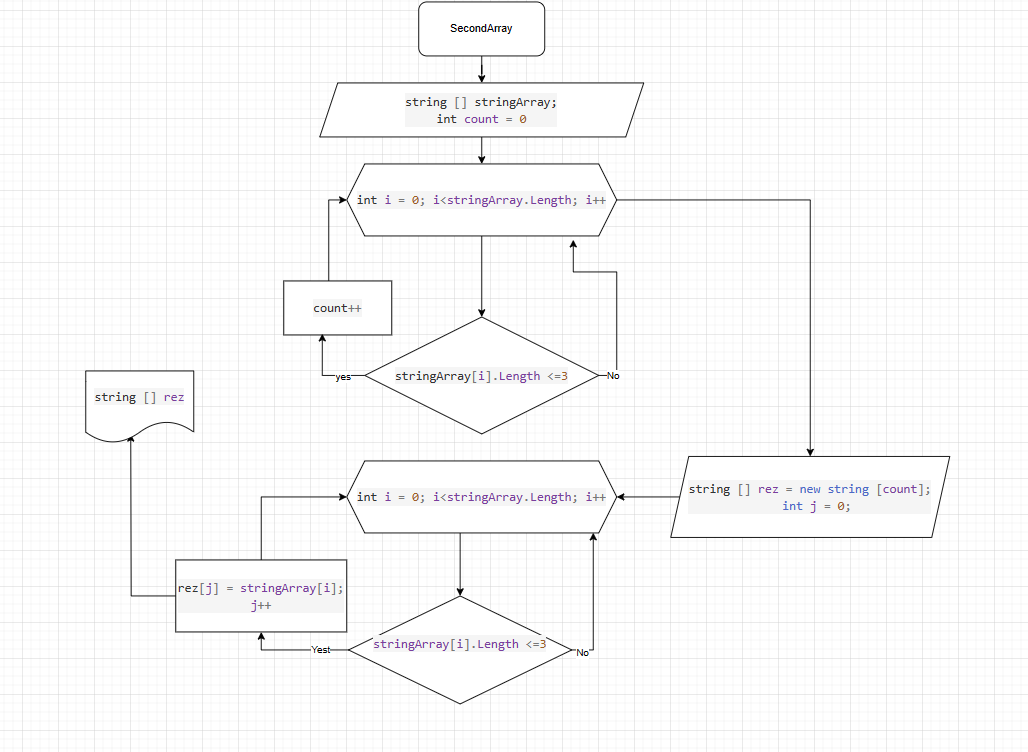 SecondArray
string [] stringArray;
int count = 0
int i = 0; i<stringArray.Length; i++
count++
stringArray[i].Length <=3
yes
No
string [] rez
int i = 0; i<stringArray.Length; i++
string [] rez = new string [count];
int j = 0;
rez[j] = stringArray[i];
j++
stringArray[i].Length <=3
Yest
No